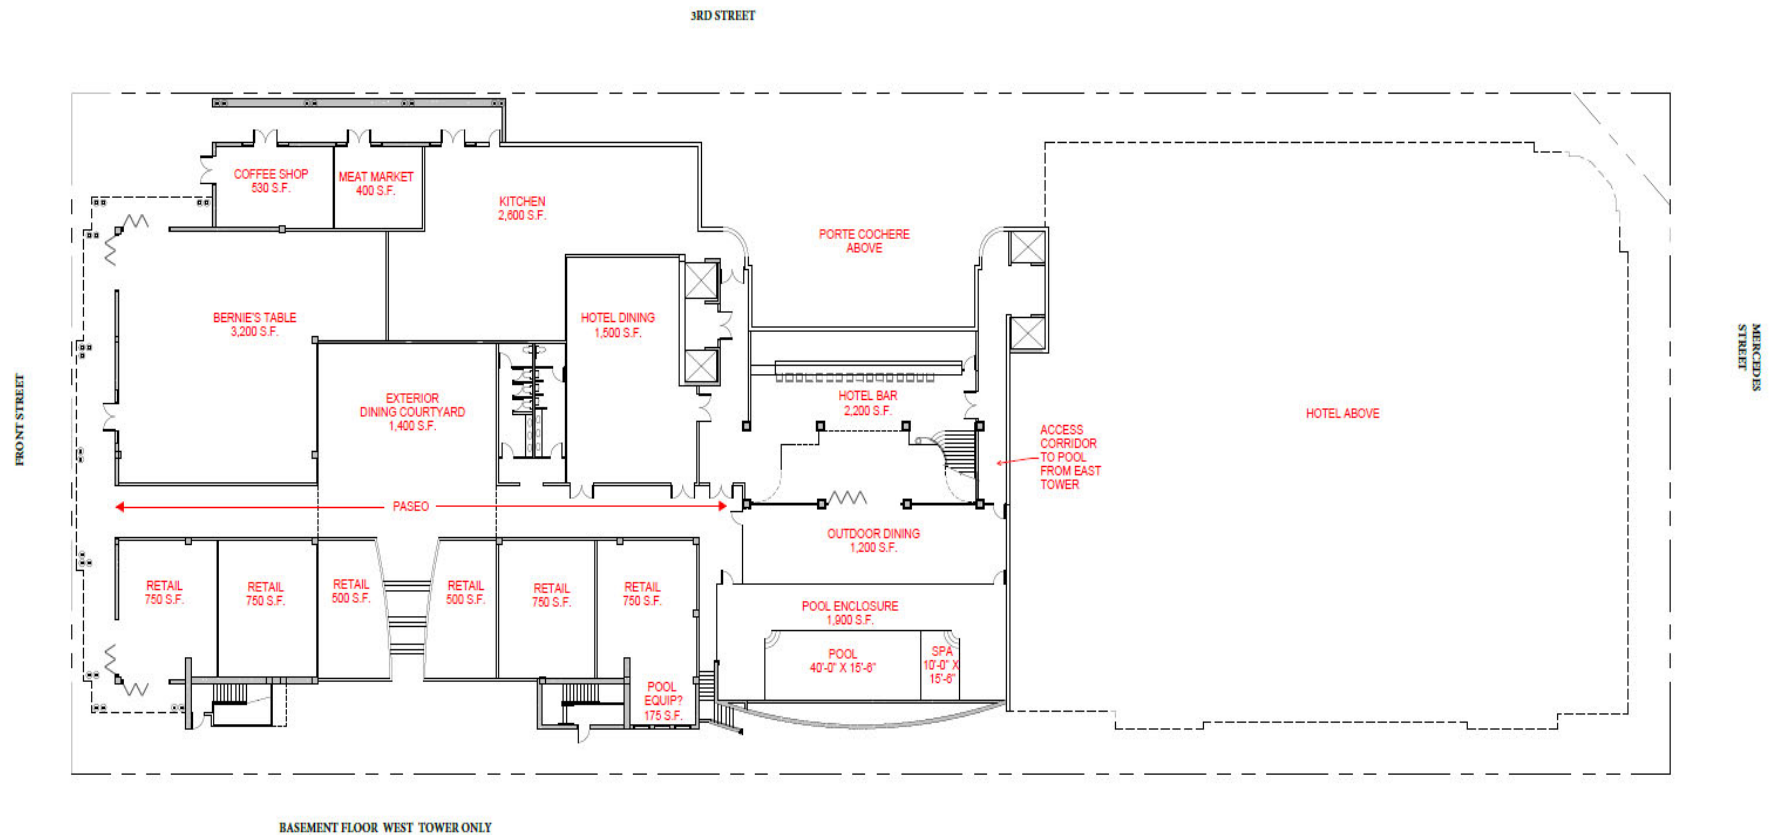 3RD STREET
COFFEE SHOP
530 S.F.
MEAT MARKET
400 S.F.
KITCHEN
2,600 S.F.
PORTE COCHERE
ABOVE
BERNIE'S TABLE
3,200 S.F.
HOTEL DINING
1,500 S.F.
MERCEDES
STREET
FRONT STREET
EXTERIOR
DINING COURTYARD
1,400 S.F.
HOTEL BAR
2,200 S.F.
HOTEL ABOVE
ACCESS
CORRIDOR
TO POOL
FROM EAST
TOWER
PASEO
OUTDOOR DINING
1,200 S.F.
RETAIL
750 S.F.
RETAIL
750 S.F.
RETAIL
500 S.F.
RETAIL
500 S.F.
RETAIL
750 S.F.
RETAIL
750 S.F.
POOL ENCLOSURE
1,900 S.F.
POOL
40'-0" X 15'-6"
SPA
10'-0" X
15'-6"
POOL
EQUIP?
175 S.F.
BASEMENT FLOOR WEST TOWER ONLY